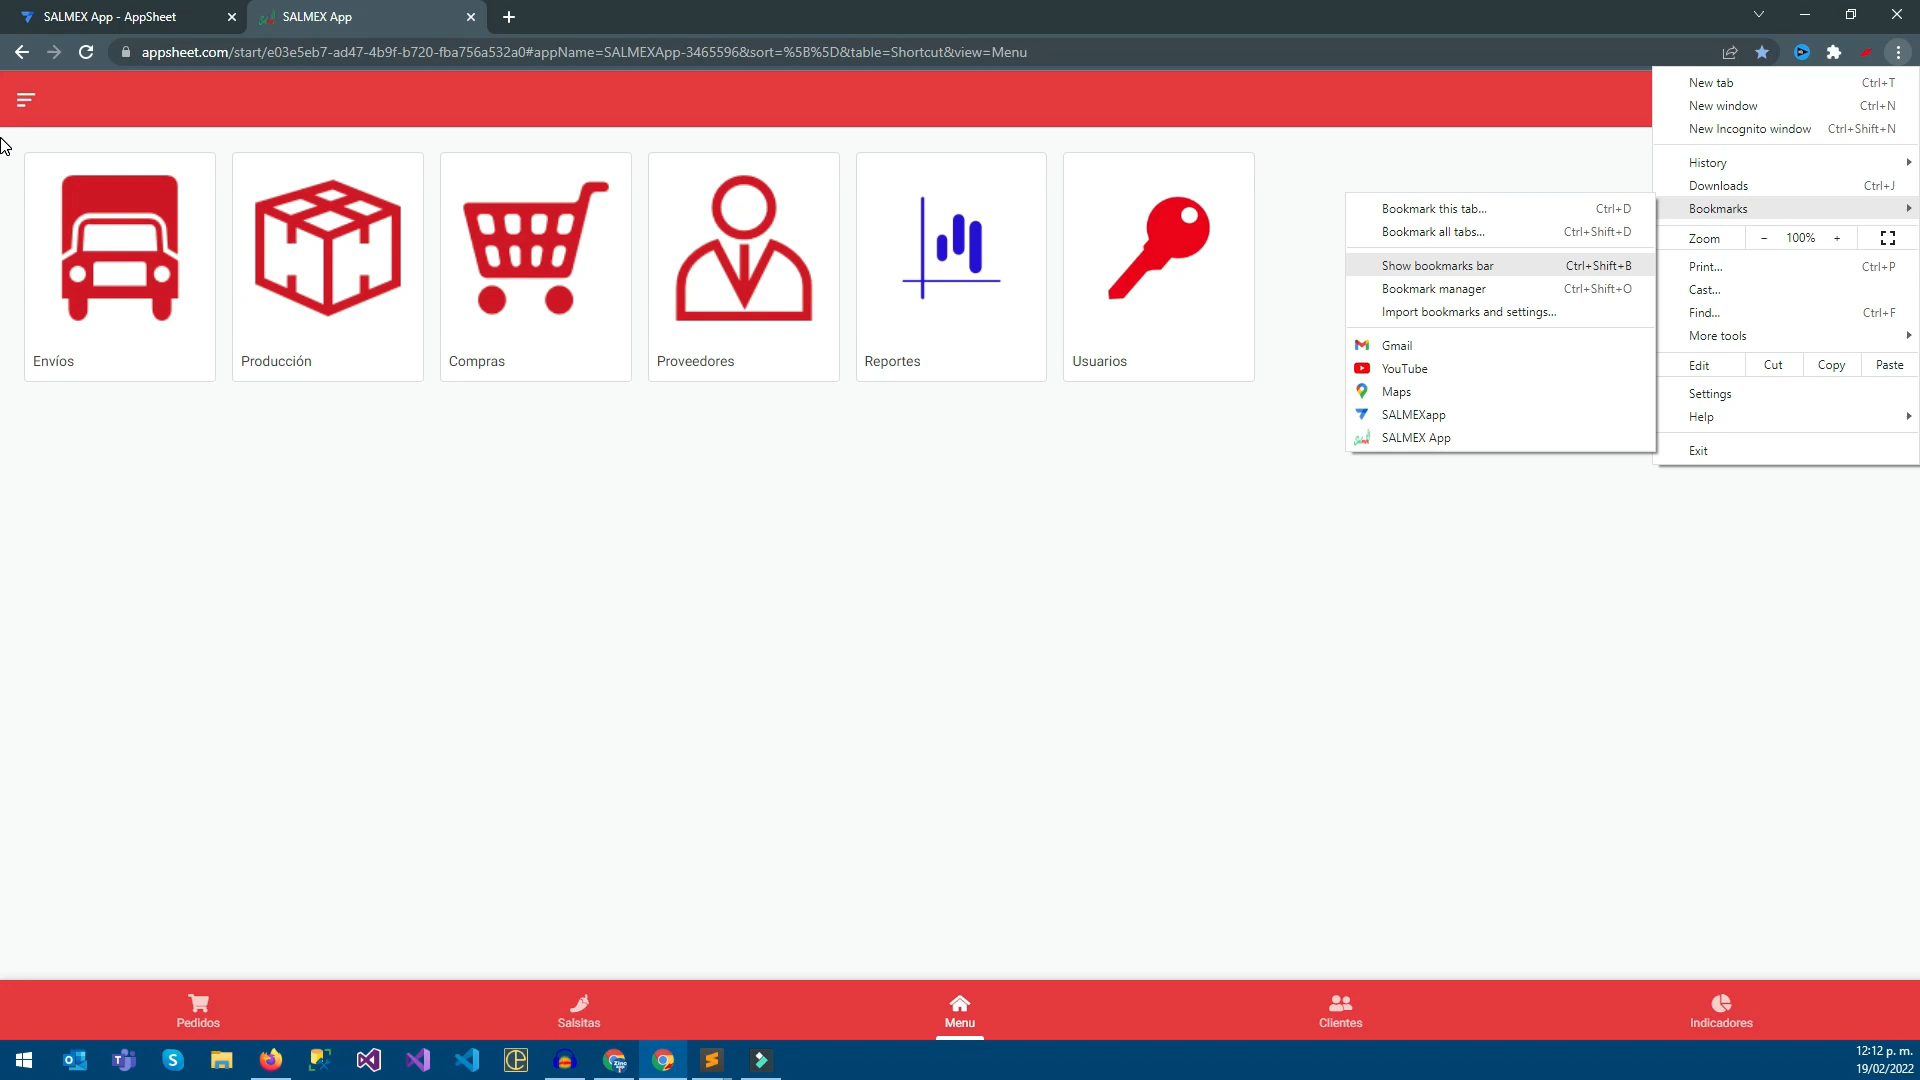 SALMEX App - AppSheet
SALMEX App
appsheet.com/start/e03e5eb7-ad47-4b9f-b720-fba756a532a0#appName=SALMEXApp-3465596&sort=%5B%5D&table=Shortcut&view=Menu
New tab Ctrl+T
New window Ctrl+N
New Incognito window Ctrl+Shift+N
History
Downloads Ctrl+J
Bookmarks
Zoom - 100% +
Print... Ctrl+P
Cast...
Find... Ctrl+F
More tools
Edit Cut Copy Paste
Settings
Help
Exit
Bookmark this tab... Ctrl+D
Bookmark all tabs... Ctrl+Shift+D
Show bookmarks bar Ctrl+Shift+B
Bookmark manager Ctrl+Shift+O
Import bookmarks and settings...
Gmail
YouTube
Maps
SALMEXapp
SALMEX App
Envíos
Producción
Compras
Proveedores
Reportes
Usuarios
Pedidos
Salsitas
Menu
Clientes
Indicadores
12:12 p. m.
19/02/2022